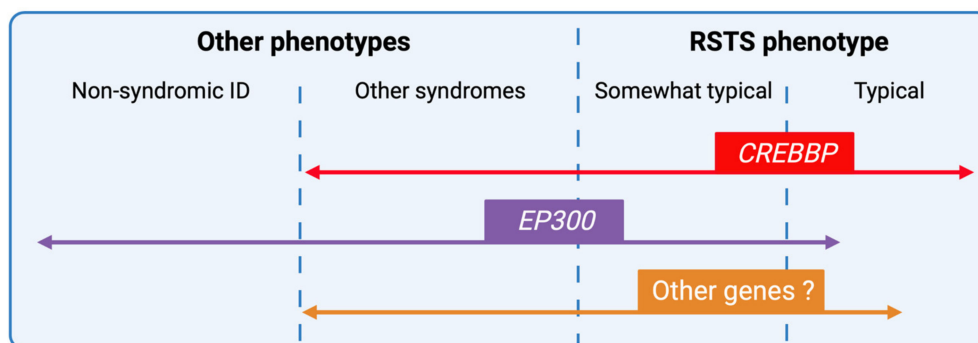 Other phenotypes
RSTS phenotype
Non-syndromic ID
Other syndromes
Somewhat typical
Typical
CREBBP
EP300
Other genes ?